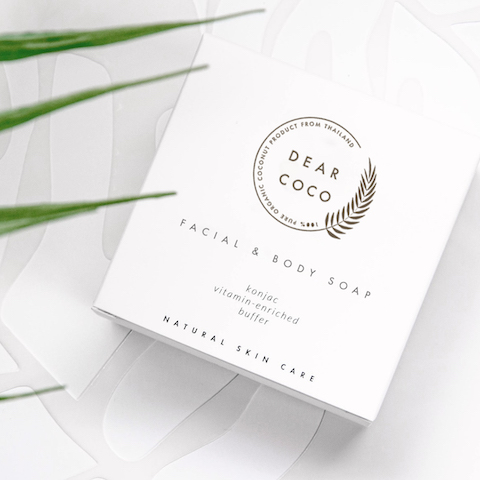 100% PURE ORGANIC COCONUT PRODUCT FROM THAILAND
DEAR
COCO
FACIAL & BODY SOAP
konjac
vitamin-enriched
buffer
NATURAL SKIN CARE